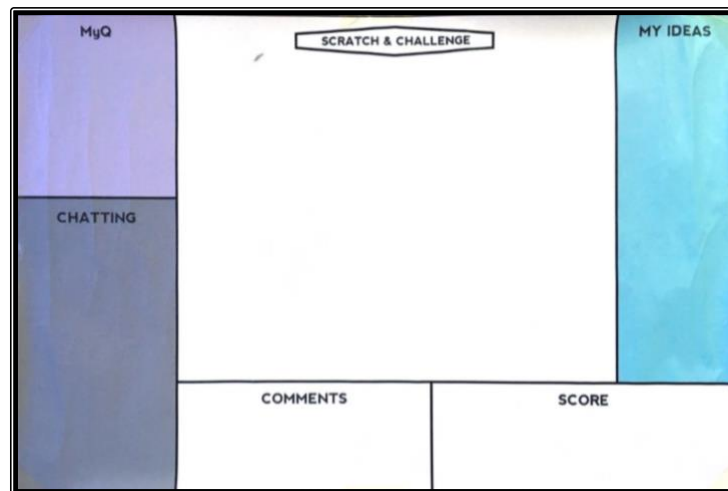 MyQ
SCRATCH & CHALLENGE
MY IDEAS
CHATTING
COMMENTS
SCORE